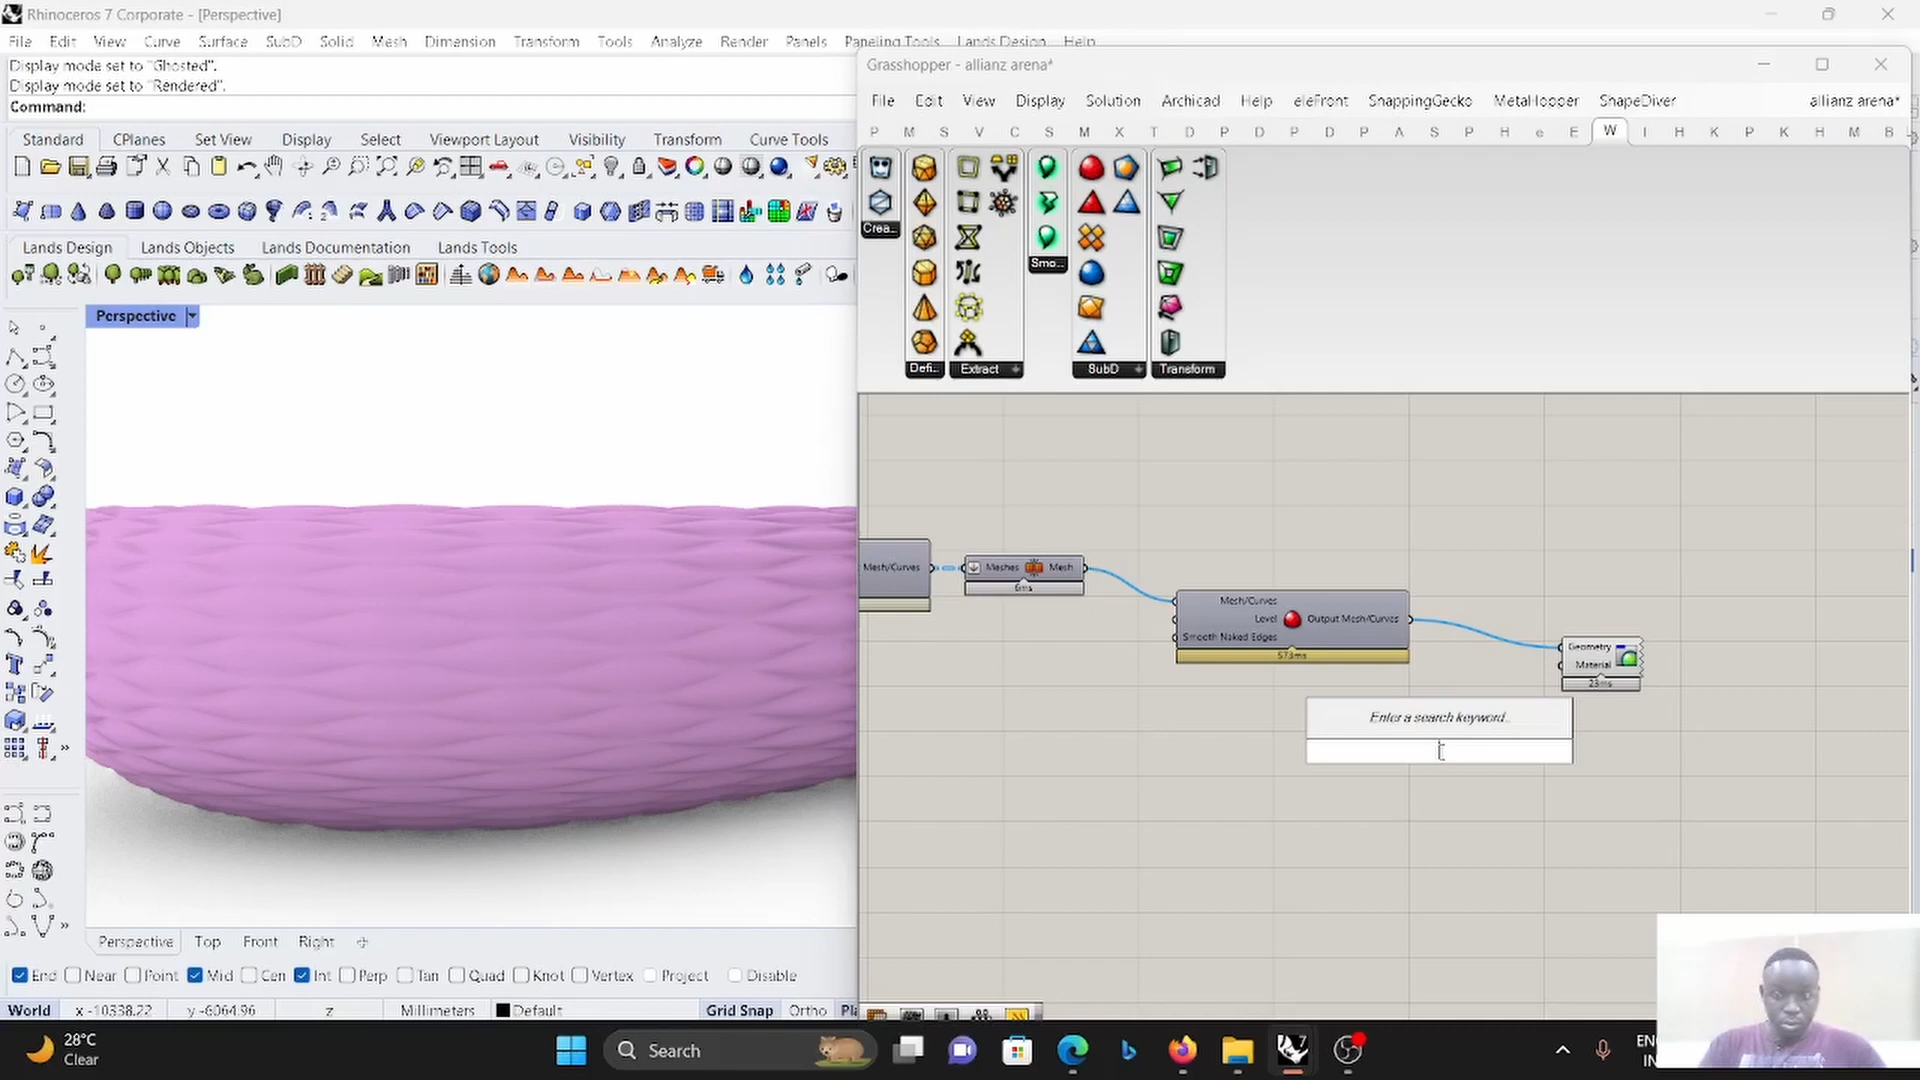 Rhinoceros 7 Corporate - [Perspective]
File Edit View Curve Surface SubD Solid Mesh Dimension Transform Tools Analyze Render Panels Paneling Tools Lands Design Help
Display mode set to "Ghosted".
Display mode set to "Rendered".
Command:
Standard CPlanes Set View Display Select Viewport Layout Visibility Transform Curve Tools
Lands Design Lands Objects Lands Documentation Lands Tools
Perspective
Grasshopper - allianz arena*
File Edit View Display Solution Archicad Help eleFront SnappingGecko MetaHopper ShapeDiver allianz arena*
P M S V C S M X T D P D P D P A S P H e E W I H K P K H M B
Crea...
Defi...
Extract
Smo...
SubD
Transform
Mesh/Curves
Meshes Mesh
6ms
Mesh/Curves
Level Output Mesh/Curves
Smooth Naked Edges
573ms
Geometry
Material
23ms
Enter a search keyword..
Perspective Top Front Right
End Near Point Mid Cen Int Perp Tan Quad Knot Vertex Project Disable
World x -10338.22 y -6064.96 z Millimeters Default Grid Snap Ortho
28°C
Clear
Search